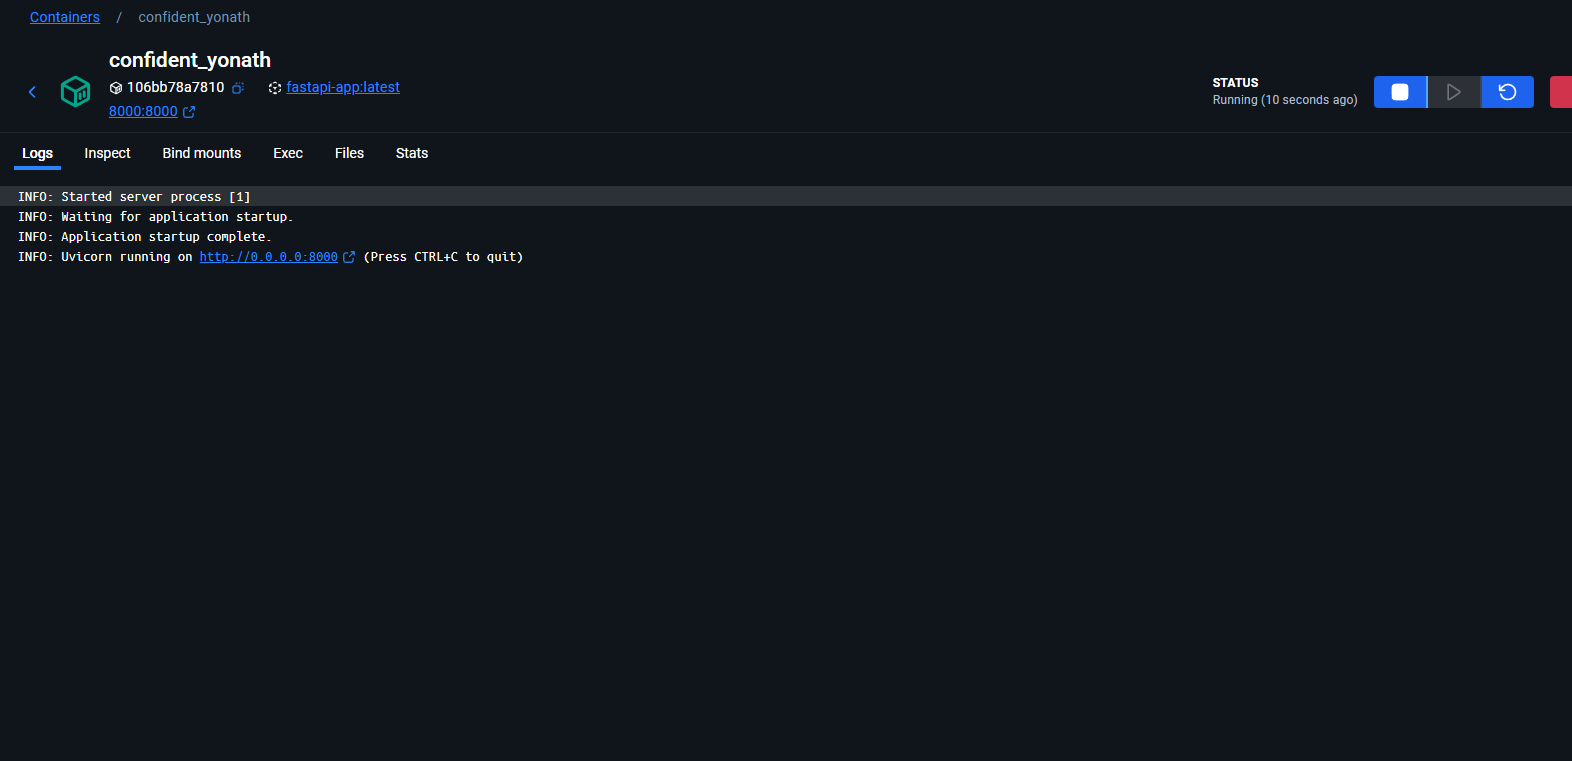 Containers / confident_yonath
confident_yonath
106bb78a7810 fastapi-app:latest
8000:8000
STATUS
Running (10 seconds ago)
Logs Inspect Bind mounts Exec Files Stats
INFO: Started server process [1]
INFO: Waiting for application startup.
INFO: Application startup complete.
INFO: Uvicorn running on http://0.0.0.0:8000 (Press CTRL+C to quit)